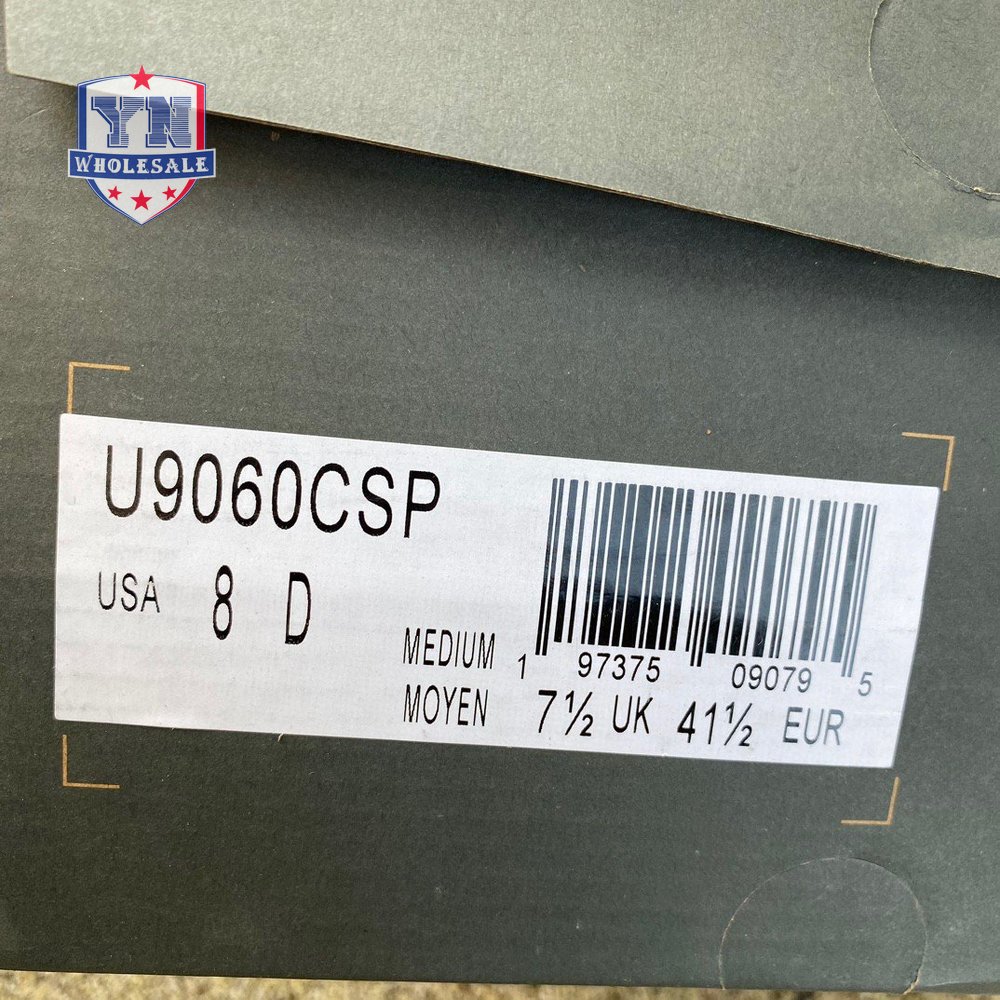 YN
WHOLESALE
U9060CSP
USA 8 D
MEDIUM
MOYEN
1 97375 09079 5
7½ UK 41½ EUR